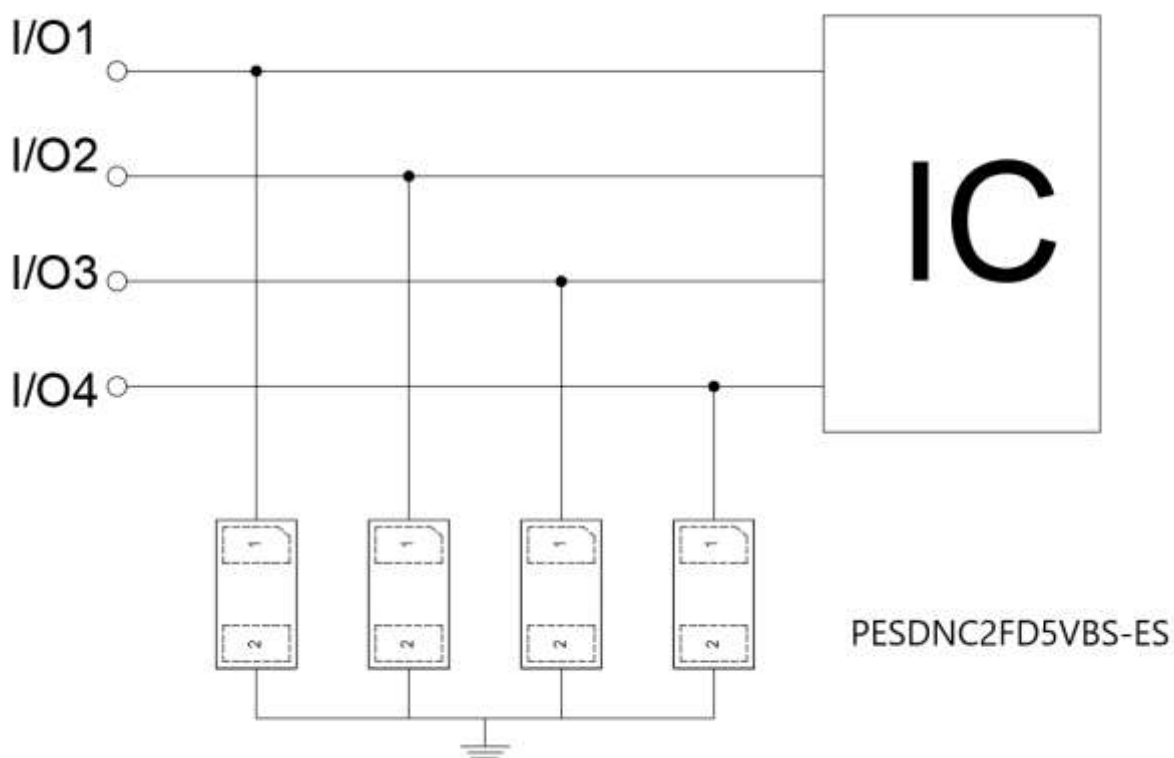 I/O1
I/O2
I/O3
I/O4
IC
1 1 1 1
2 2 2 2
PESDNC2FD5VBS-ES